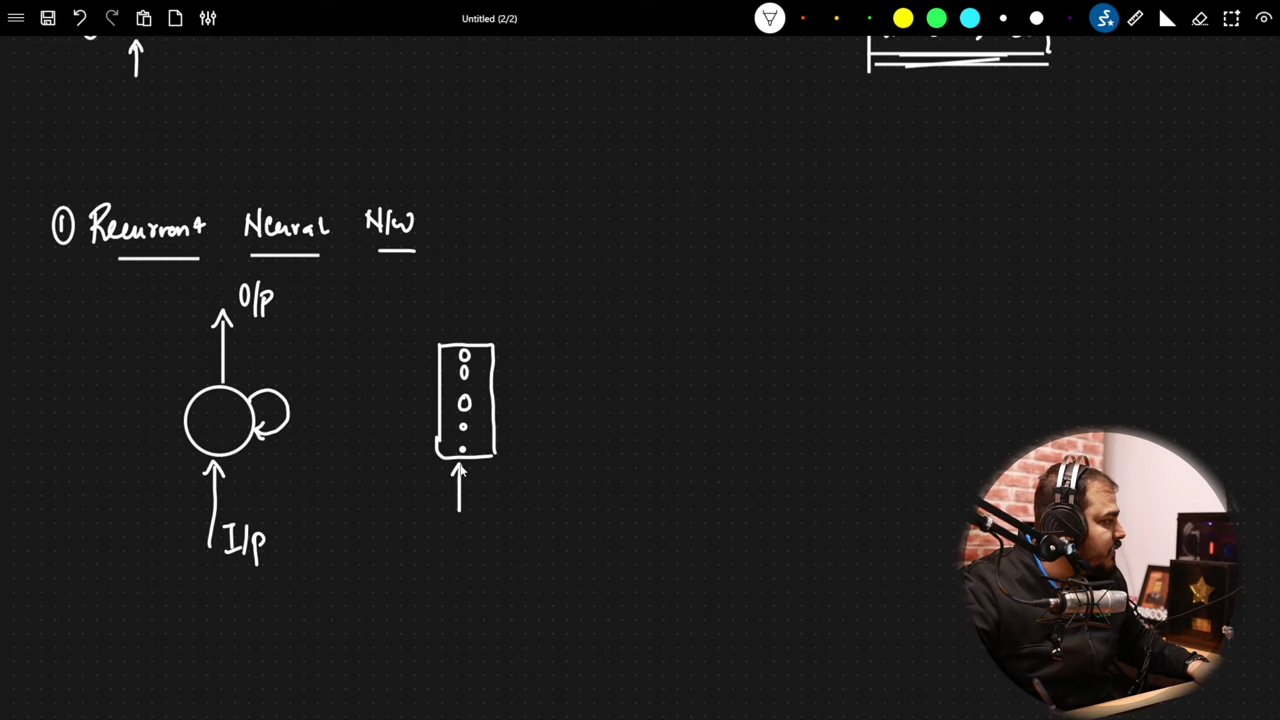 Untitled (2/2)
① Recurrent Neural N/W
O/p
I/p